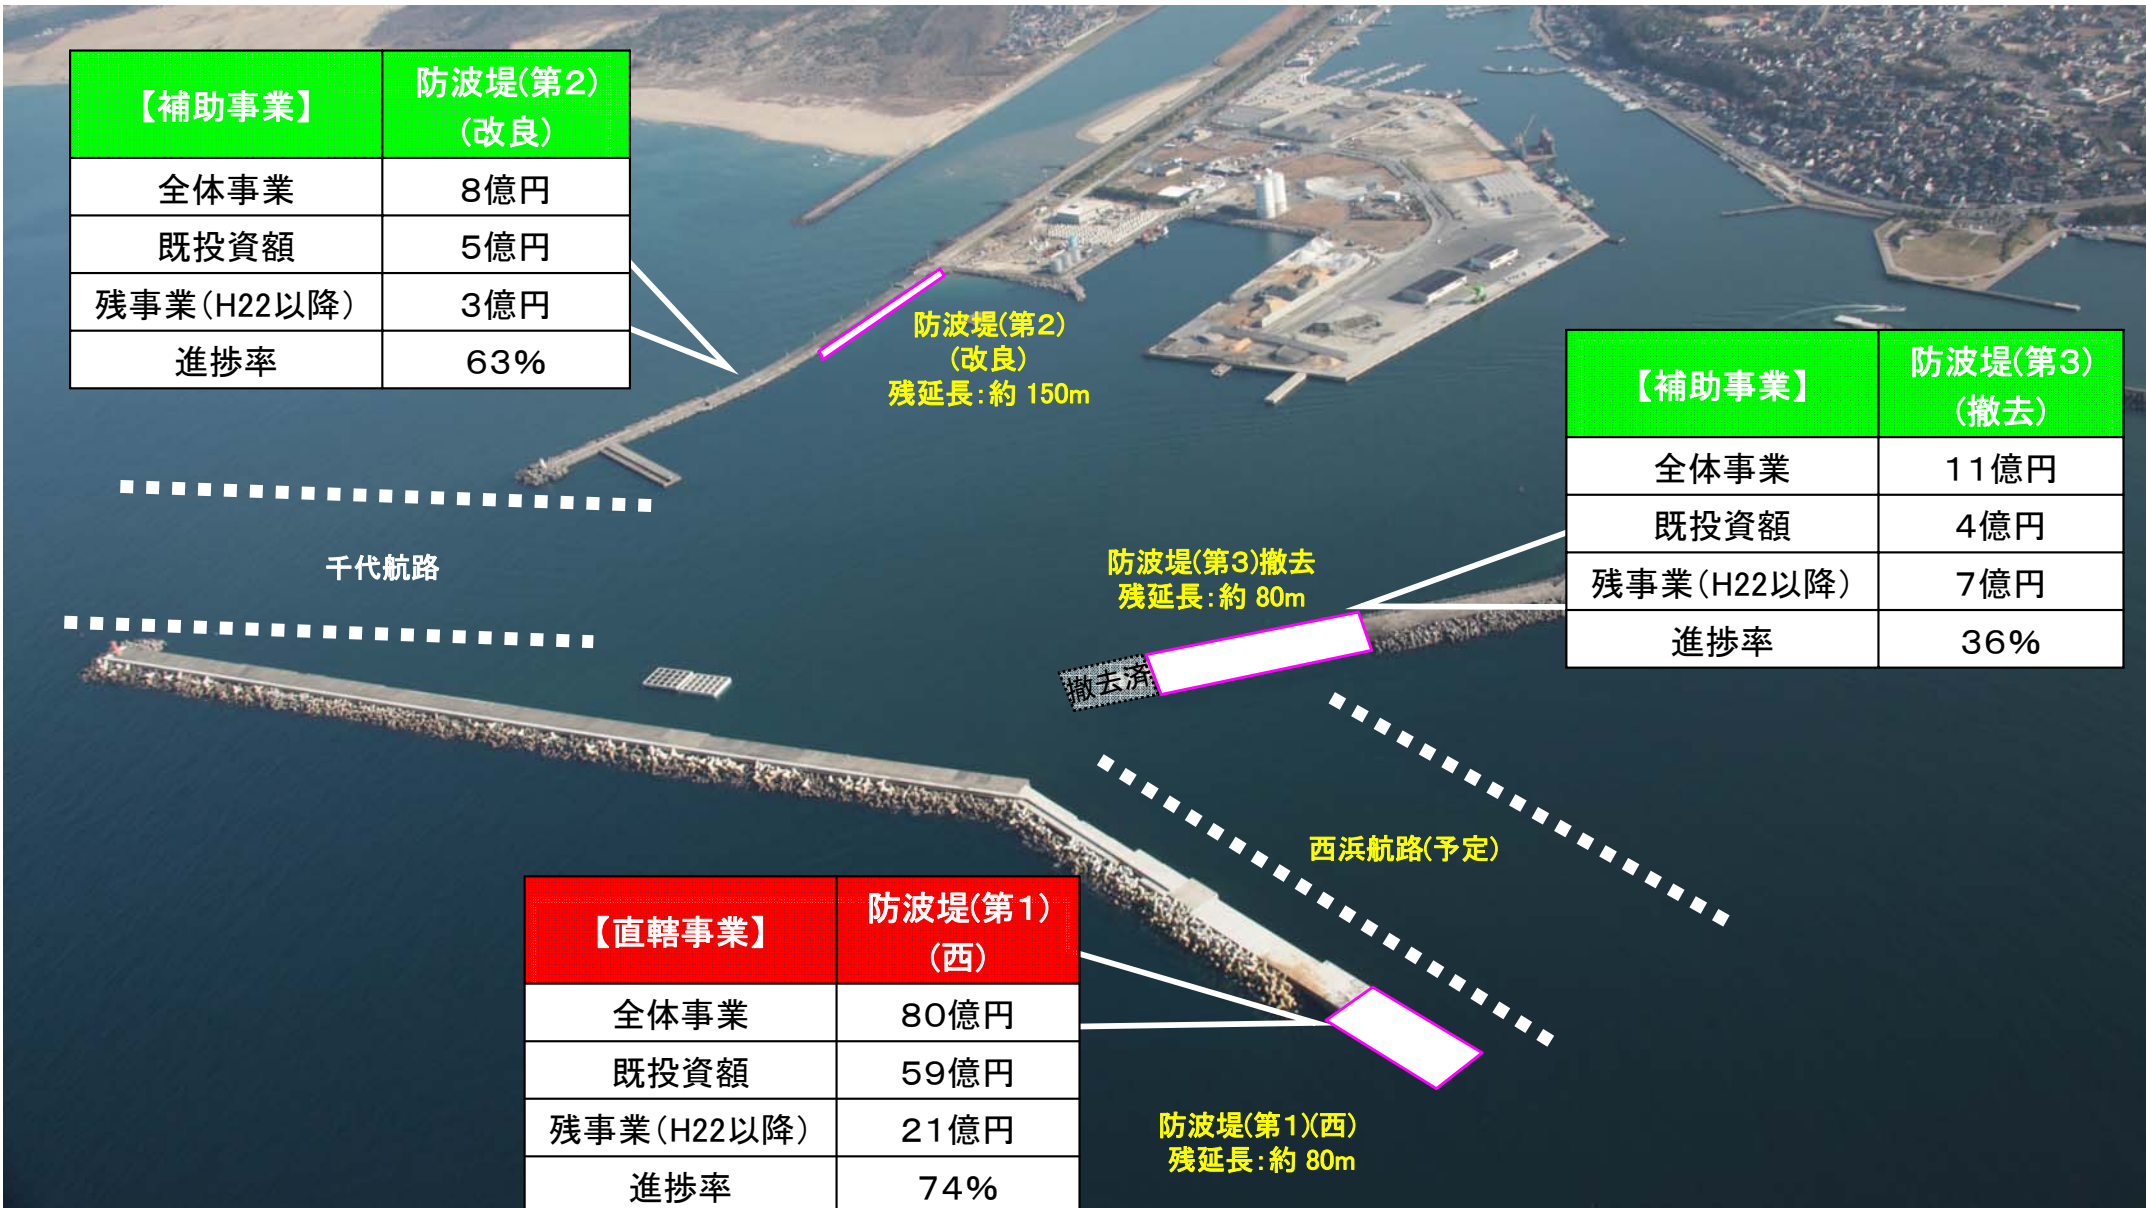 【補助事業】 防波堤(第2)
(改良)
全体事業 8億円
既投資額 5億円
残事業(H22以降) 3億円
進捗率 63%
防波堤(第2)
(改良)
残延長:約 150m
【補助事業】 防波堤(第3)
(撤去)
全体事業 11億円
既投資額 4億円
残事業(H22以降) 7億円
進捗率 36%
千代航路
防波堤(第3)撤去
残延長:約 80m
撤去済
西浜航路(予定)
【直轄事業】 防波堤(第1)
(西)
全体事業 80億円
既投資額 59億円
残事業(H22以降) 21億円
進捗率 74%
防波堤(第1)(西)
残延長:約 80m